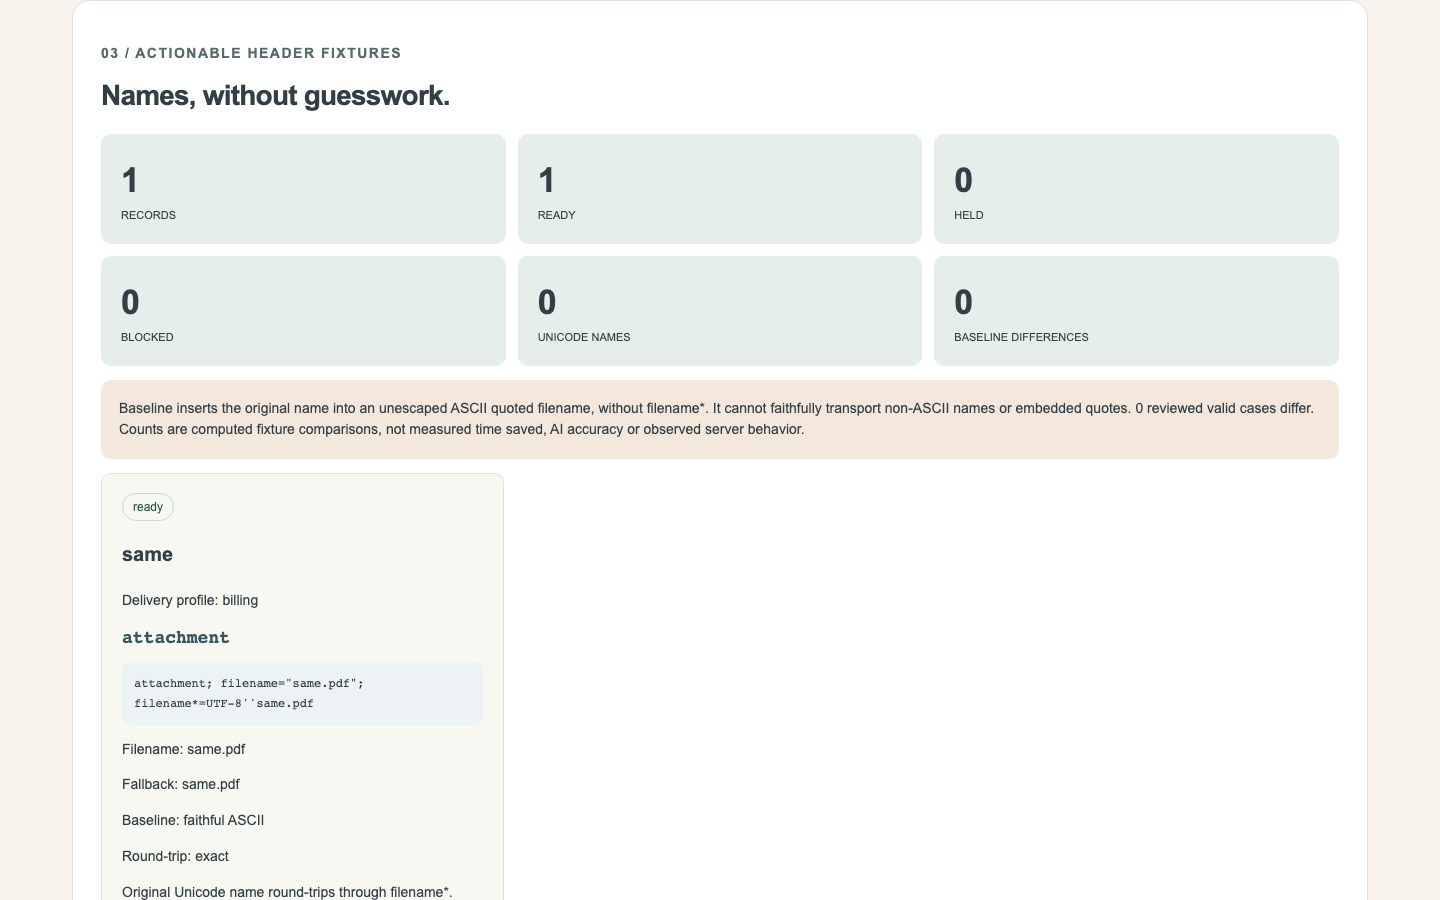 03 / ACTIONABLE HEADER FIXTURES
Names, without guesswork.
1
RECORDS
1
READY
0
HELD
0
BLOCKED
0
UNICODE NAMES
0
BASELINE DIFFERENCES
Baseline inserts the original name into an unescaped ASCII quoted filename, without filename*. It cannot faithfully transport non-ASCII names or embedded quotes. 0 reviewed valid cases differ.
Counts are computed fixture comparisons, not measured time saved, AI accuracy or observed server behavior.
ready
same
Delivery profile: billing
attachment
attachment; filename="same.pdf";
filename*=UTF-8''same.pdf
Filename: same.pdf
Fallback: same.pdf
Baseline: faithful ASCII
Round-trip: exact
Original Unicode name round-trips through filename*.